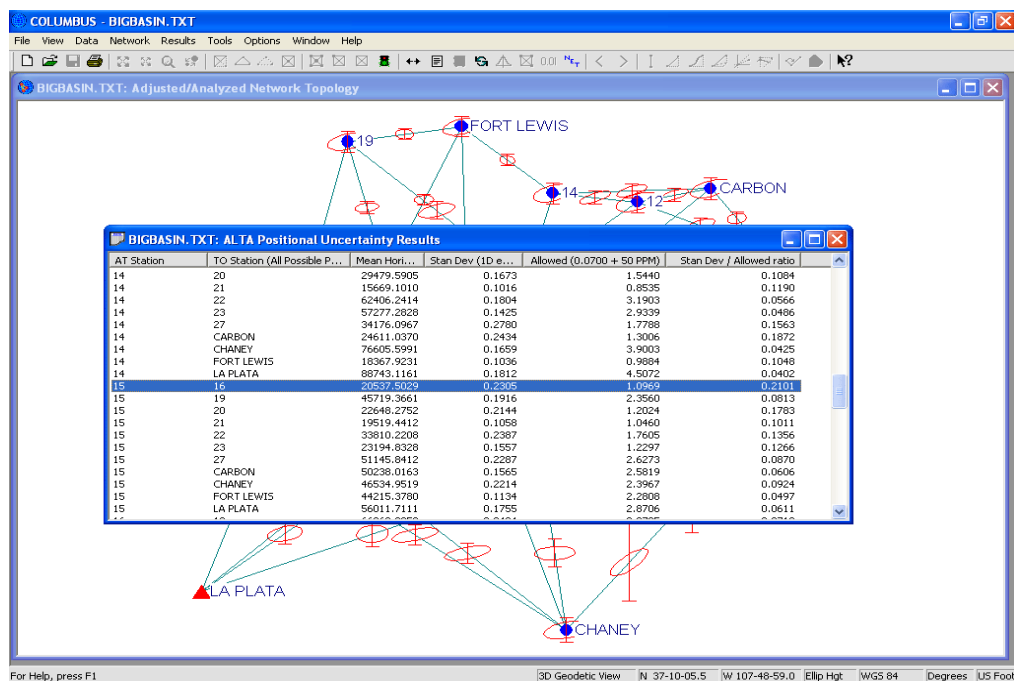 COLUMBUS - BIGBASIN.TXT
File View Data Network Results Tools Options Window Help
BIGBASIN.TXT: Adjusted/Analyzed Network Topology
FORT LEWIS
19
14
12
CARBON
BIGBASIN.TXT: ALTA Positional Uncertainty Results
AT Station TO Station (All Possible P... Mean Hori... Stan Dev (1D e... Allowed (0.0700 + 50 PPM) Stan Dev / Allowed ratio
14 20 29479.5905 0.1673 1.5440 0.1084
14 21 15669.1010 0.1016 0.8535 0.1190
14 22 62406.2414 0.1804 3.1903 0.0566
14 23 57277.2828 0.1425 2.9339 0.0486
14 27 34176.0967 0.2780 1.7788 0.1563
14 CARBON 24611.0370 0.2434 1.3006 0.1872
14 CHANEY 76605.5991 0.1659 3.9003 0.0425
14 FORT LEWIS 18367.9231 0.1036 0.9884 0.1048
14 LA PLATA 88743.1161 0.1812 4.5072 0.0402
15 16 20537.5029 0.2305 1.0969 0.2101
15 19 45719.3661 0.1916 2.3560 0.0813
15 20 22648.2752 0.2144 1.2024 0.1783
15 21 19519.4412 0.1058 1.0460 0.1011
15 22 33810.2208 0.2387 1.7605 0.1356
15 23 23194.8328 0.1557 1.2297 0.1266
15 27 51145.8412 0.2287 2.6273 0.0870
15 CARBON 50238.0163 0.1565 2.5819 0.0606
15 CHANEY 46534.9519 0.2214 2.3967 0.0924
15 FORT LEWIS 44215.3780 0.1134 2.2808 0.0497
15 LA PLATA 56011.7111 0.1755 2.8706 0.0611
LA PLATA
CHANEY
For Help, press F1 3D Geodetic View N 37-10-05.5 W 107-48-59.0 Ellip Hgt WGS 84 Degrees US Foot